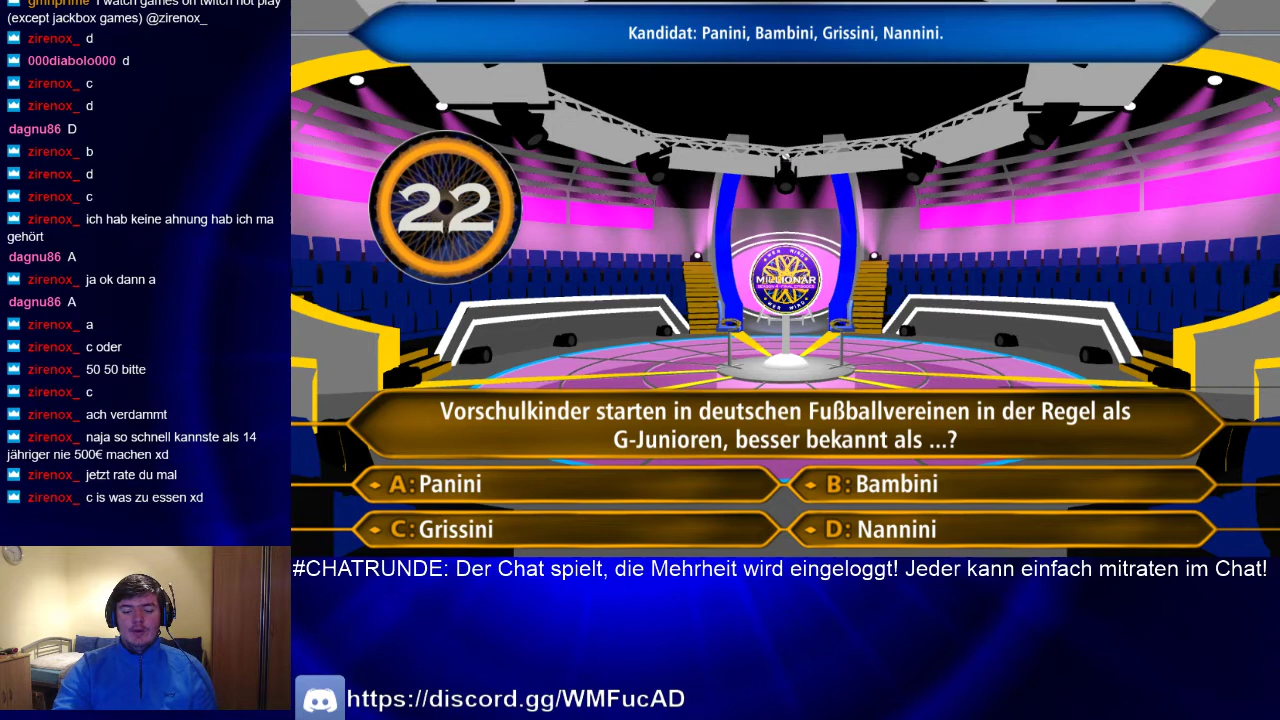 gmhprime I watch games on twitch not play
(except jackbox games) @zirenox_
zirenox_ d
000diabolo000 d
zirenox_ c
zirenox_ d
dagnu86 D
zirenox_ b
zirenox_ d
zirenox_ c
zirenox_ ich hab keine ahnung hab ich ma
gehört
dagnu86 A
zirenox_ ja ok dann a
dagnu86 A
zirenox_ a
zirenox_ c oder
zirenox_ 50 50 bitte
zirenox_ c
zirenox_ ach verdammt
zirenox_ naja so schnell kannste als 14
jähriger nie 500€ machen xd
zirenox_ jetzt rate du mal
zirenox_ c is was zu essen xd
Kandidat: Panini, Bambini, Grissini, Nannini.
22
MILLIONÄR
Vorschulkinder starten in deutschen Fußballvereinen in der Regel als
G-Junioren, besser bekannt als ...?
A: Panini
B: Bambini
C: Grissini
D: Nannini
#CHATRUNDE: Der Chat spielt, die Mehrheit wird eingeloggt! Jeder kann einfach mitraten im Chat!
https://discord.gg/WMFucAD